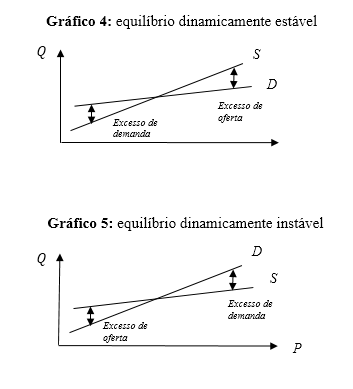 Gráfico 4: equilíbrio dinamicamente estável
Q
S
D
Excesso de
demanda
Excesso de
oferta
Gráfico 5: equilíbrio dinamicamente instável
Q
D
S
Excesso de
oferta
Excesso de
demanda
P